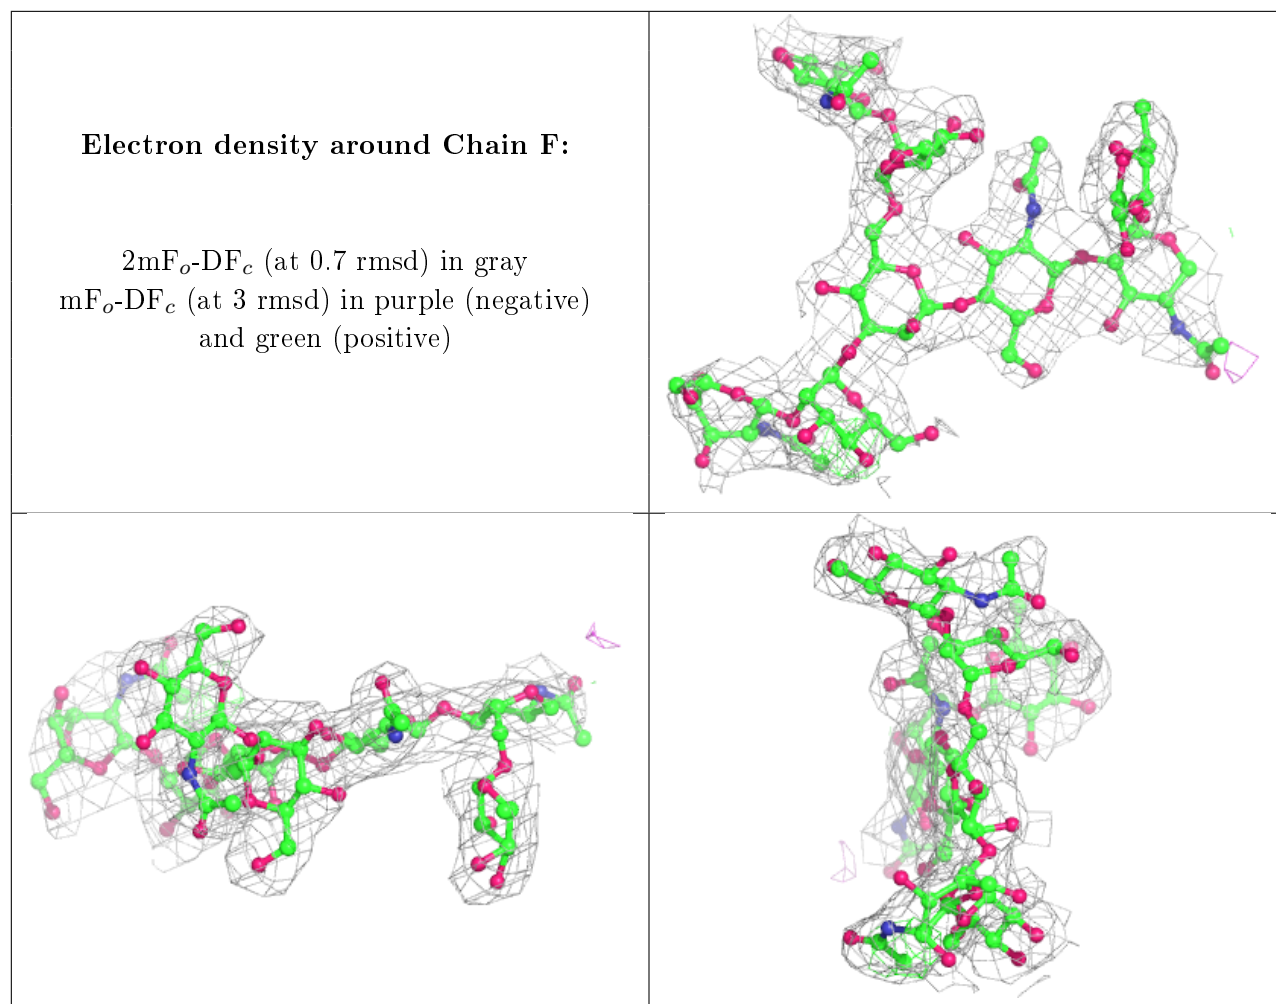 Electron density around Chain F:
2mFo-DFc (at 0.7 rmsd) in gray
mFo-DFc (at 3 rmsd) in purple (negative)
and green (positive)